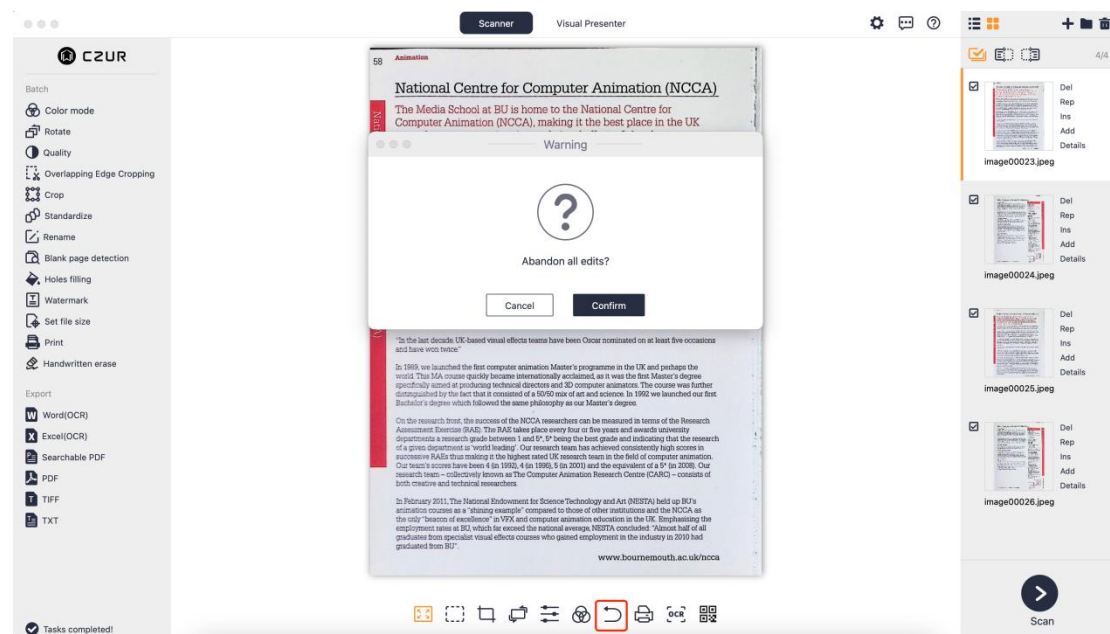 Scanner
Visual Presenter
CZUR
Batch
Color mode
Rotate
Quality
Overlapping Edge Cropping
Crop
Standardize
Rename
Blank page detection
Holes filling
Watermark
Set file size
Print
Handwritten erase
Export
Word(OCR)
Excel(OCR)
Searchable PDF
PDF
TIFF
TXT
Tasks completed!
58
Animation
National Centre for Computer Animation (NCCA)
The Media School at BU is home to the National Centre for
Computer Animation (NCCA), making it the best place in the UK
Warning
Abandon all edits?
Cancel
Confirm
"In the last decade, UK-based visual effects teams have been Oscar nominated on at least five occasions
and have won twice."
In 1989, we launched the first computer animation Master's programme in the UK and perhaps the
world. This MA course quickly became internationally acclaimed, as it was the first Master's degree
specifically aimed at producing technical directors and 3D computer animators. The course was further
distinguished by the fact that it consisted of a 50/50 mix of art and science. In 1992 we launched our first
Bachelor's degree which followed the same philosophy as our Master's degree.
On the research front, the success of the NCCA researchers can be measured in terms of the Research
Assessment Exercise (RAE). The RAE takes place every four or five years and awards university
departments a research grade between 1 and 5*, 5* being the best grade and indicating that the research
of a given department is 'world leading'. Our research team has achieved consistently high scores in
successive RAEs thus making it the highest rated UK research team in the field of computer animation.
Our team's scores have been 4 (in 1992), 4 (in 1996), 5 (in 2001) and the equivalent of a 5* (in 2008). Our
research team – collectively known as The Computer Animation Research Centre (CARC) – consists of
both creative and technical researchers.
In February 2011, The National Endowment for Science Technology and Art (NESTA) held up BU's
animation courses as a "shining example" compared to those of other institutions and the NCCA as
the only "beacon of excellence" in VFX and computer animation education in the UK. Emphasising the
employment rates at BU, which far exceed the national average, NESTA concluded: "Almost half of all
graduates from specialist visual effects courses who gained employment in the industry in 2010 had
graduated from BU".
www.bournemouth.ac.uk/ncca
OCR
4/4
Del
Rep
Ins
Add
Details
image00023.jpeg
Del
Rep
Ins
Add
Details
image00024.jpeg
Del
Rep
Ins
Add
Details
image00025.jpeg
Del
Rep
Ins
Add
Details
image00026.jpeg
Scan